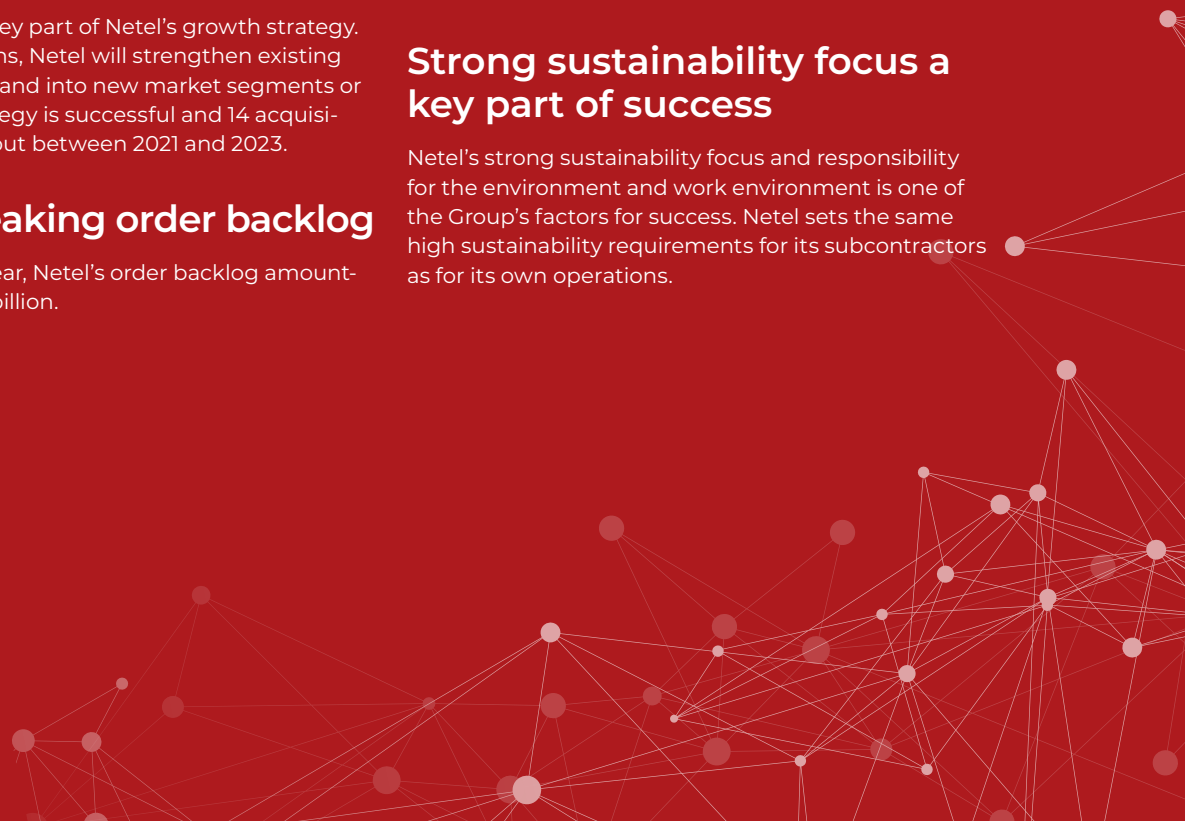 ey part of Netel's growth strategy.
ns, Netel will strengthen existing
and into new market segments or
egy is successful and 14 acquisi-
out between 2021 and 2023.
eaking order backlog
ear, Netel's order backlog amount-
billion.
Strong sustainability focus a
key part of success
Netel's strong sustainability focus and responsibility
for the environment and work environment is one of
the Group's factors for success. Netel sets the same
high sustainability requirements for its subcontractors
as for its own operations.